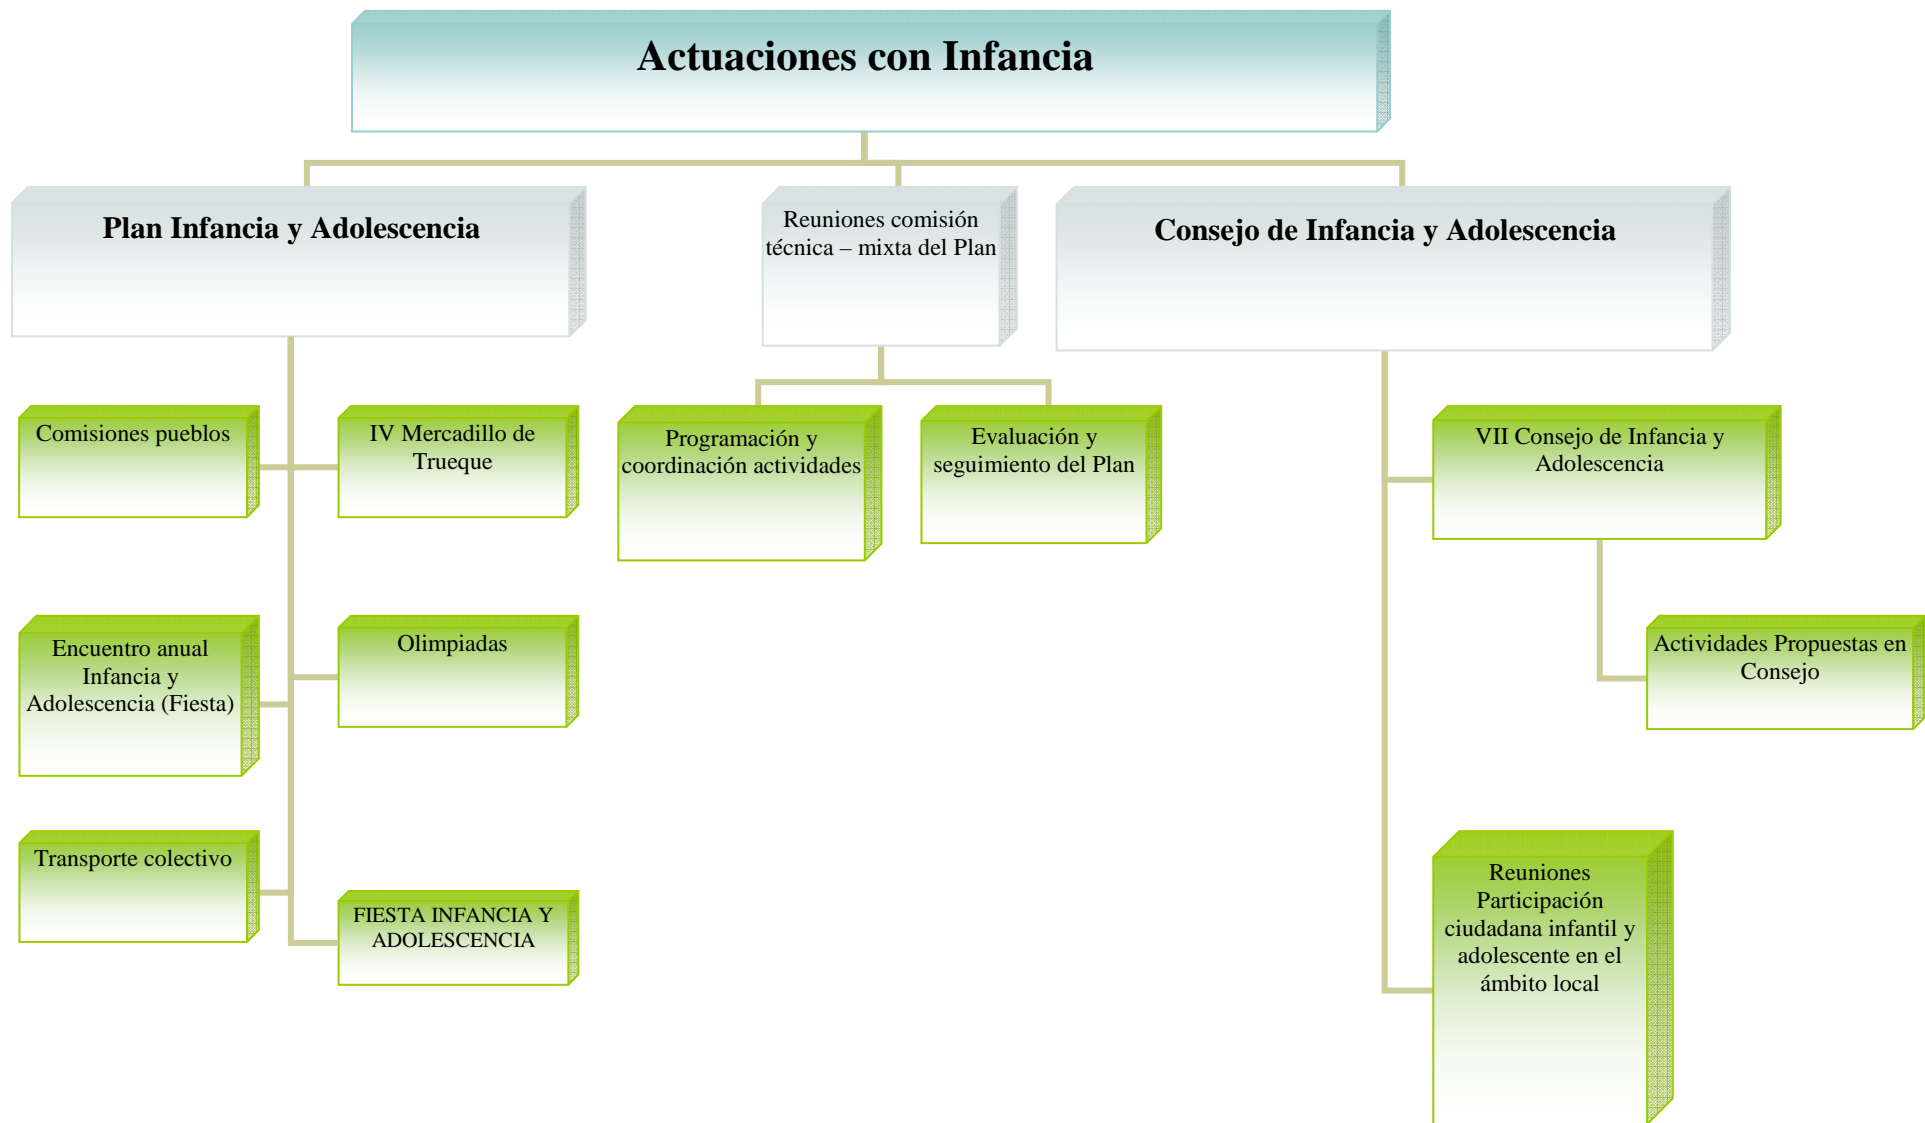 Actuaciones con Infancia
Plan Infancia y Adolescencia
Reuniones comisión
técnica – mixta del Plan
Consejo de Infancia y Adolescencia
Comisiones pueblos
IV Mercadillo de
Trueque
Programación y
coordinación actividades
Evaluación y
seguimiento del Plan
VII Consejo de Infancia y
Adolescencia
Encuentro anual
Infancia y
Adolescencia (Fiesta)
Olimpiadas
Actividades Propuestas en
Consejo
Transporte colectivo
FIESTA INFANCIA Y
ADOLESCENCIA
Reuniones
Participación
ciudadana infantil y
adolescente en el
ámbito local